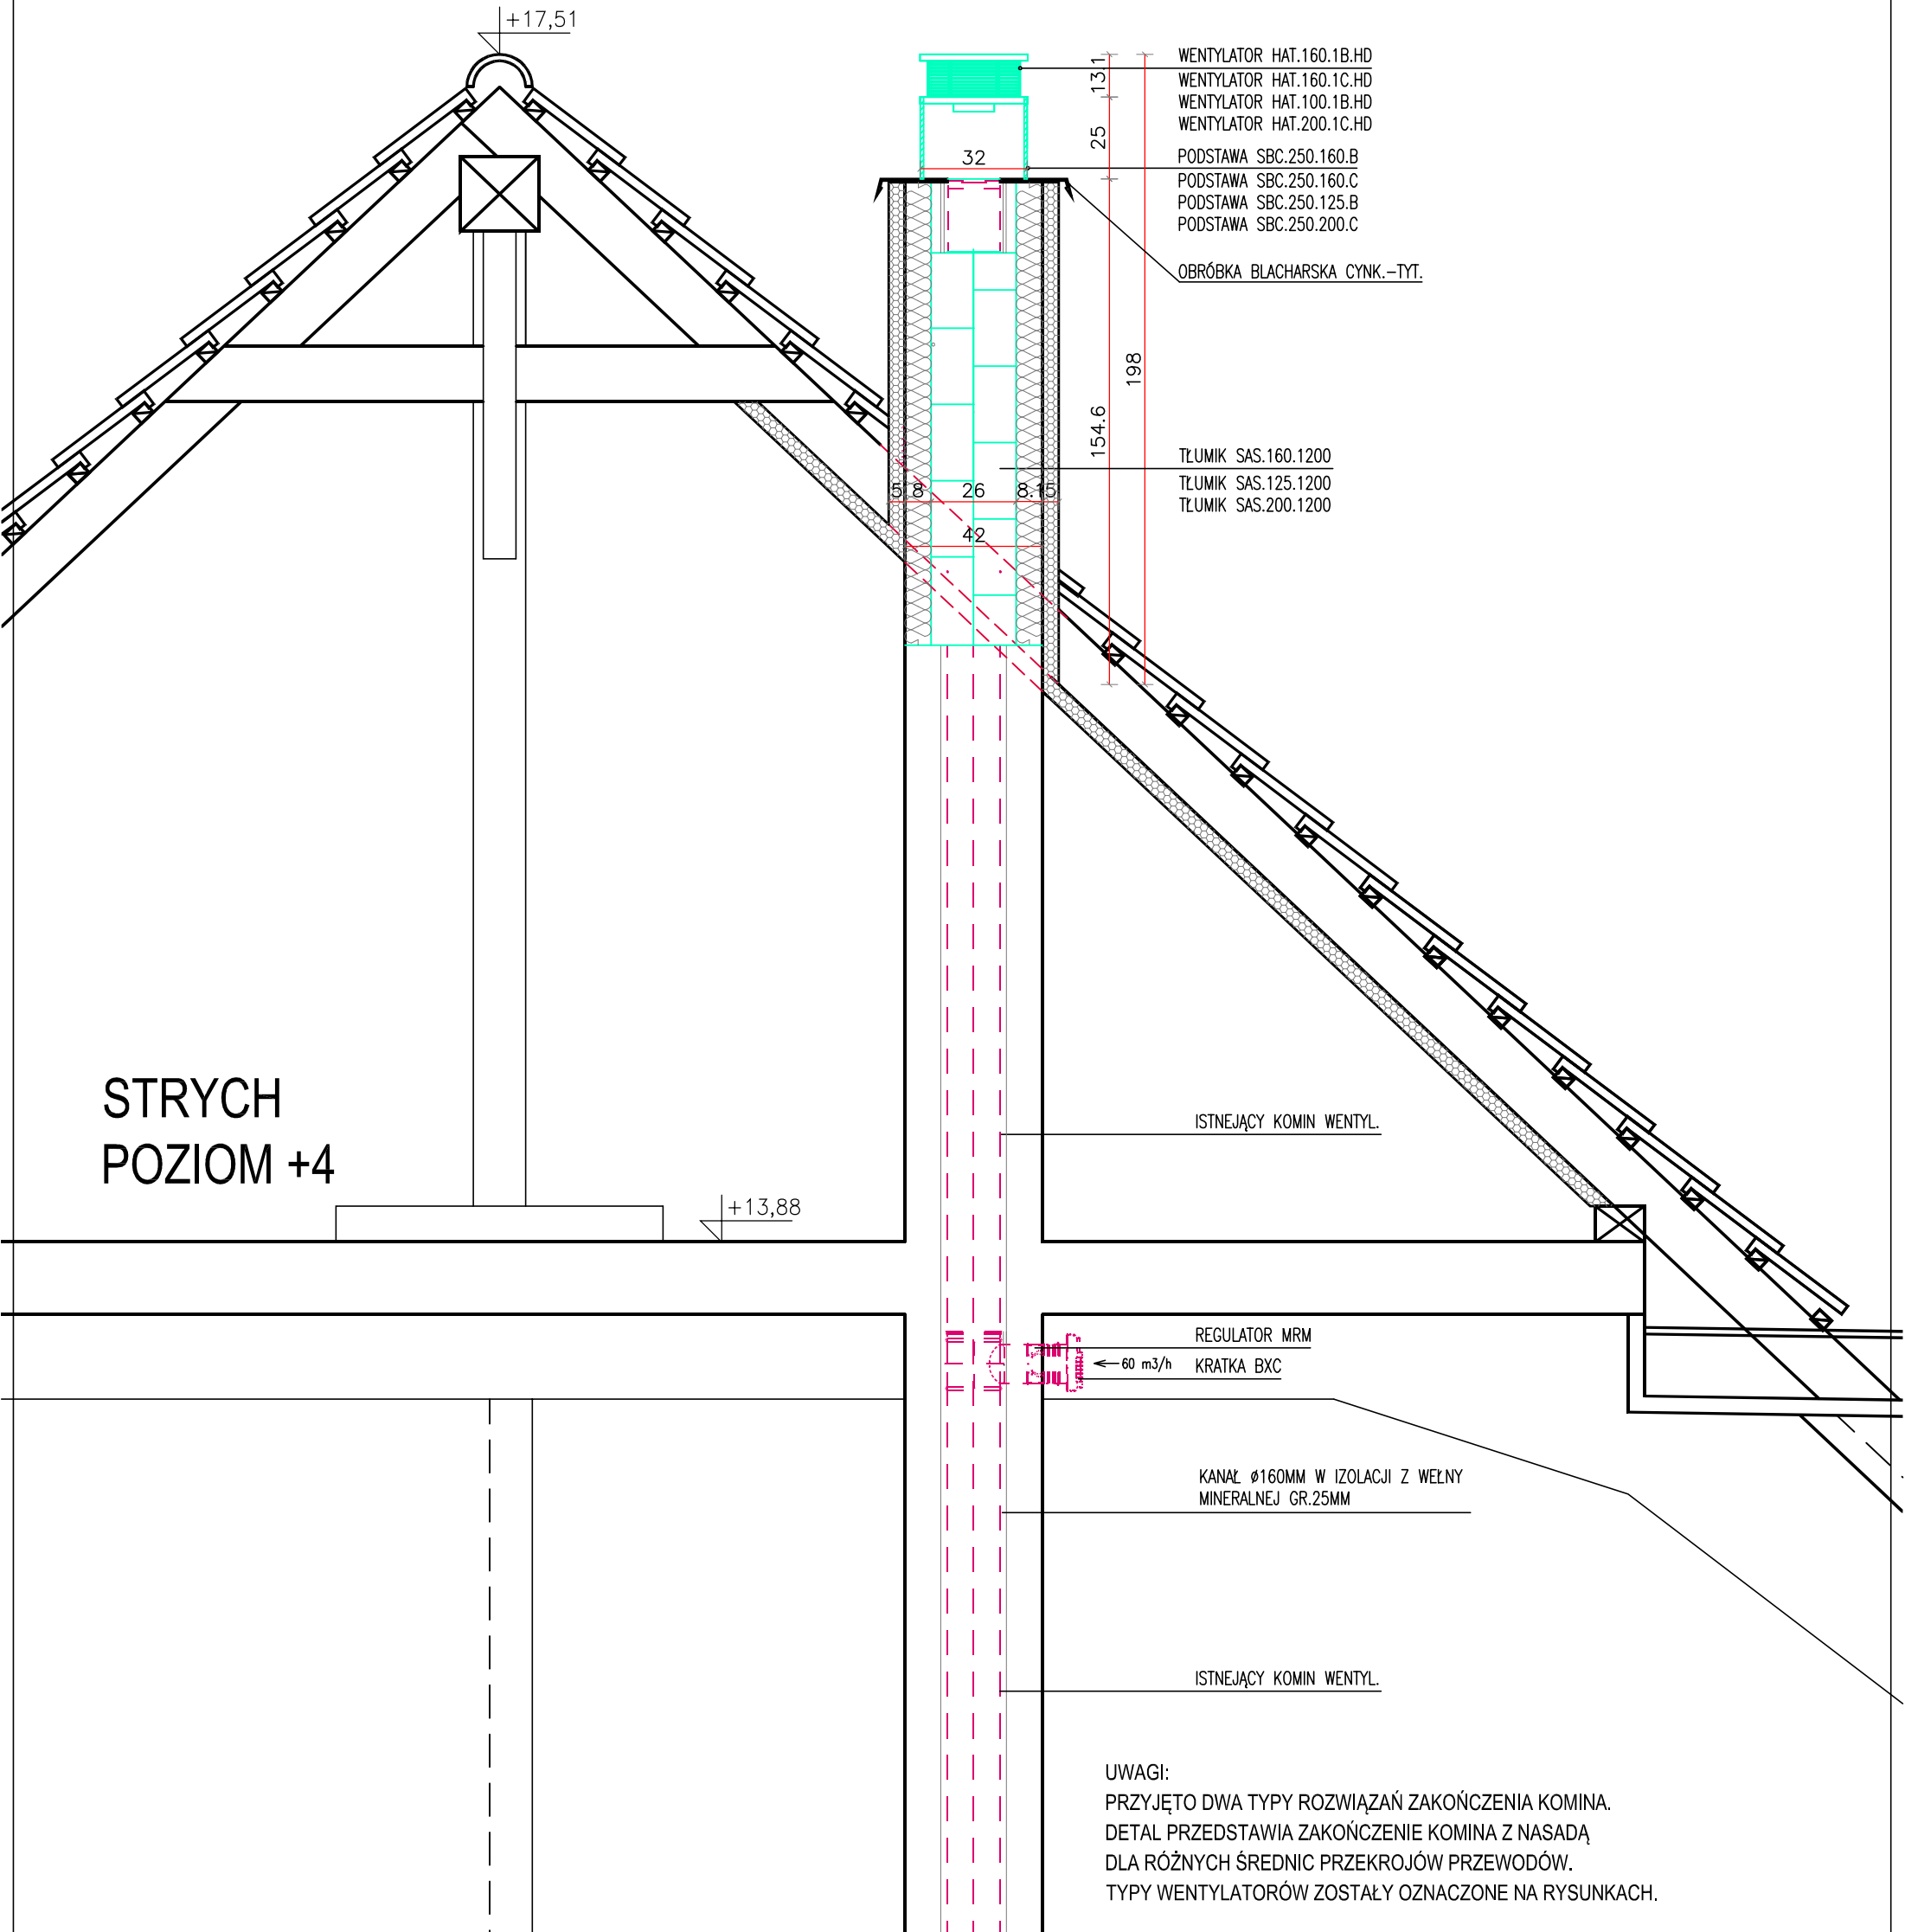 +17,51
WENTYLATOR HAT.160.1B.HD
WENTYLATOR HAT.160.1C.HD
WENTYLATOR HAT.100.1B.HD
WENTYLATOR HAT.200.1C.HD
13.1
25
32
PODSTAWA SBC.250.160.B
PODSTAWA SBC.250.160.C
PODSTAWA SBC.250.125.B
PODSTAWA SBC.250.200.C
OBRÓBKA BLACHARSKA CYNK.-TYT.
198
154.6
TŁUMIK SAS.160.1200
TŁUMIK SAS.125.1200
TŁUMIK SAS.200.1200
5 8 26 8.15
42
STRYCH
POZIOM +4
ISTNEJĄCY KOMIN WENTYL.
+13,88
REGULATOR MRM
60 m3/h KRATKA BXC
KANAŁ ø160MM W IZOLACJI Z WEŁNY
MINERALNEJ GR.25MM
ISTNEJĄCY KOMIN WENTYL.
UWAGI:
PRZYJĘTO DWA TYPY ROZWIĄZAŃ ZAKOŃCZENIA KOMINA.
DETAL PRZEDSTAWIA ZAKOŃCZENIE KOMINA Z NASADĄ
DLA RÓŻNYCH ŚREDNIC PRZEKROJÓW PRZEWODÓW.
TYPY WENTYLATORÓW ZOSTAŁY OZNACZONE NA RYSUNKACH.